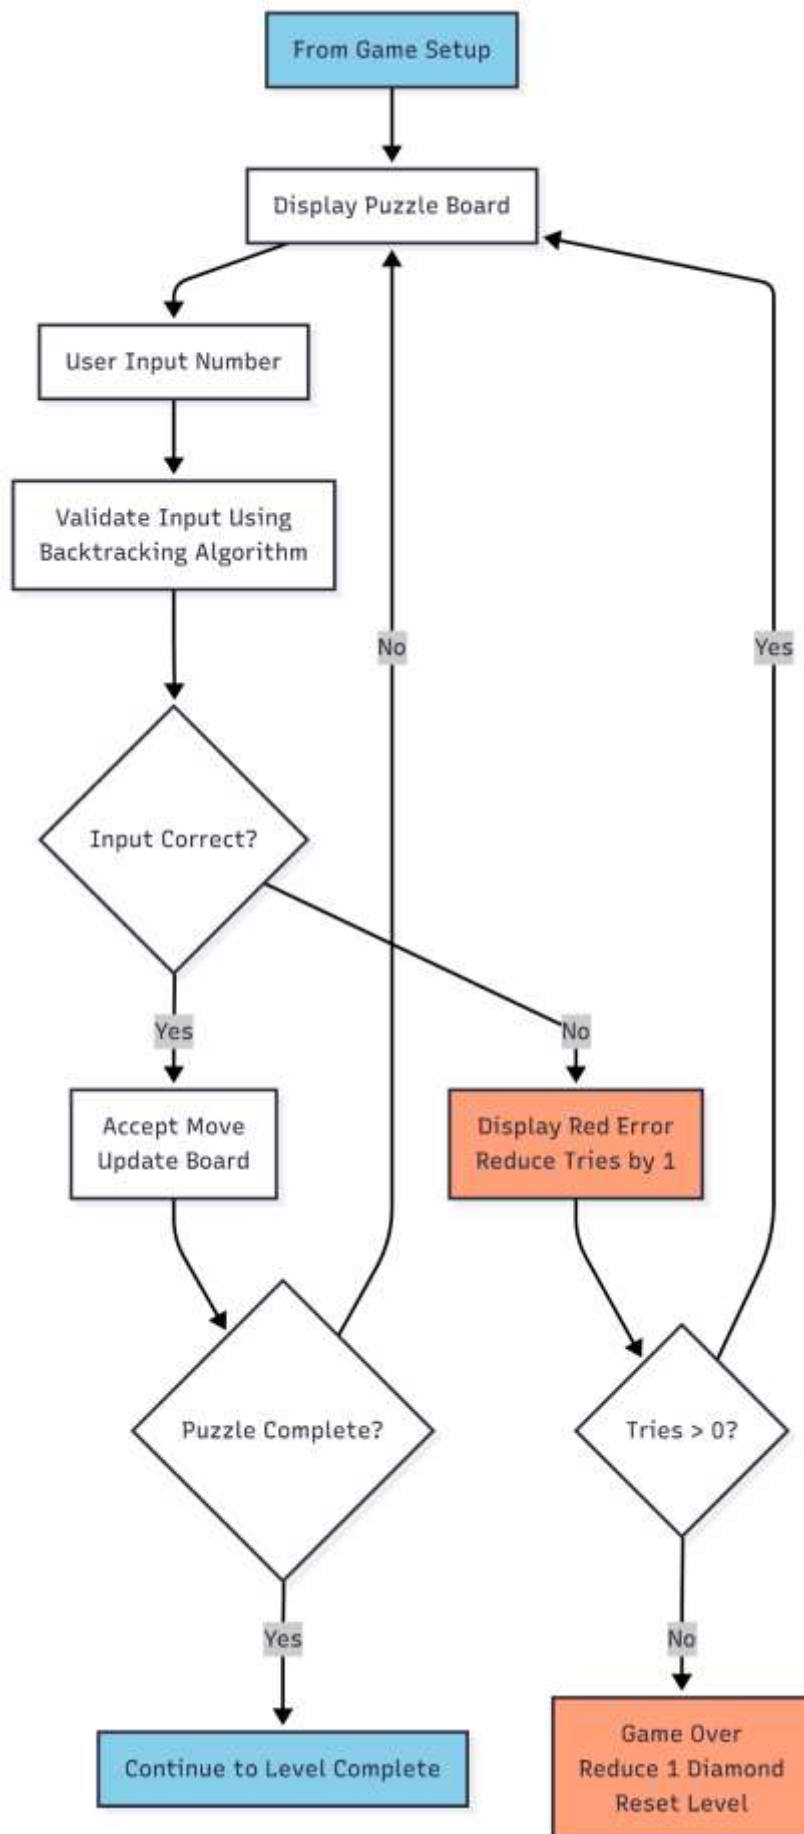 From Game Setup
Display Puzzle Board
User Input Number
Validate Input Using
Backtracking Algorithm
No
Yes
Input Correct?
Yes
No
Accept Move
Update Board
Display Red Error
Reduce Tries by 1
Puzzle Complete?
Tries > 0?
Yes
No
Continue to Level Complete
Game Over
Reduce 1 Diamond
Reset Level